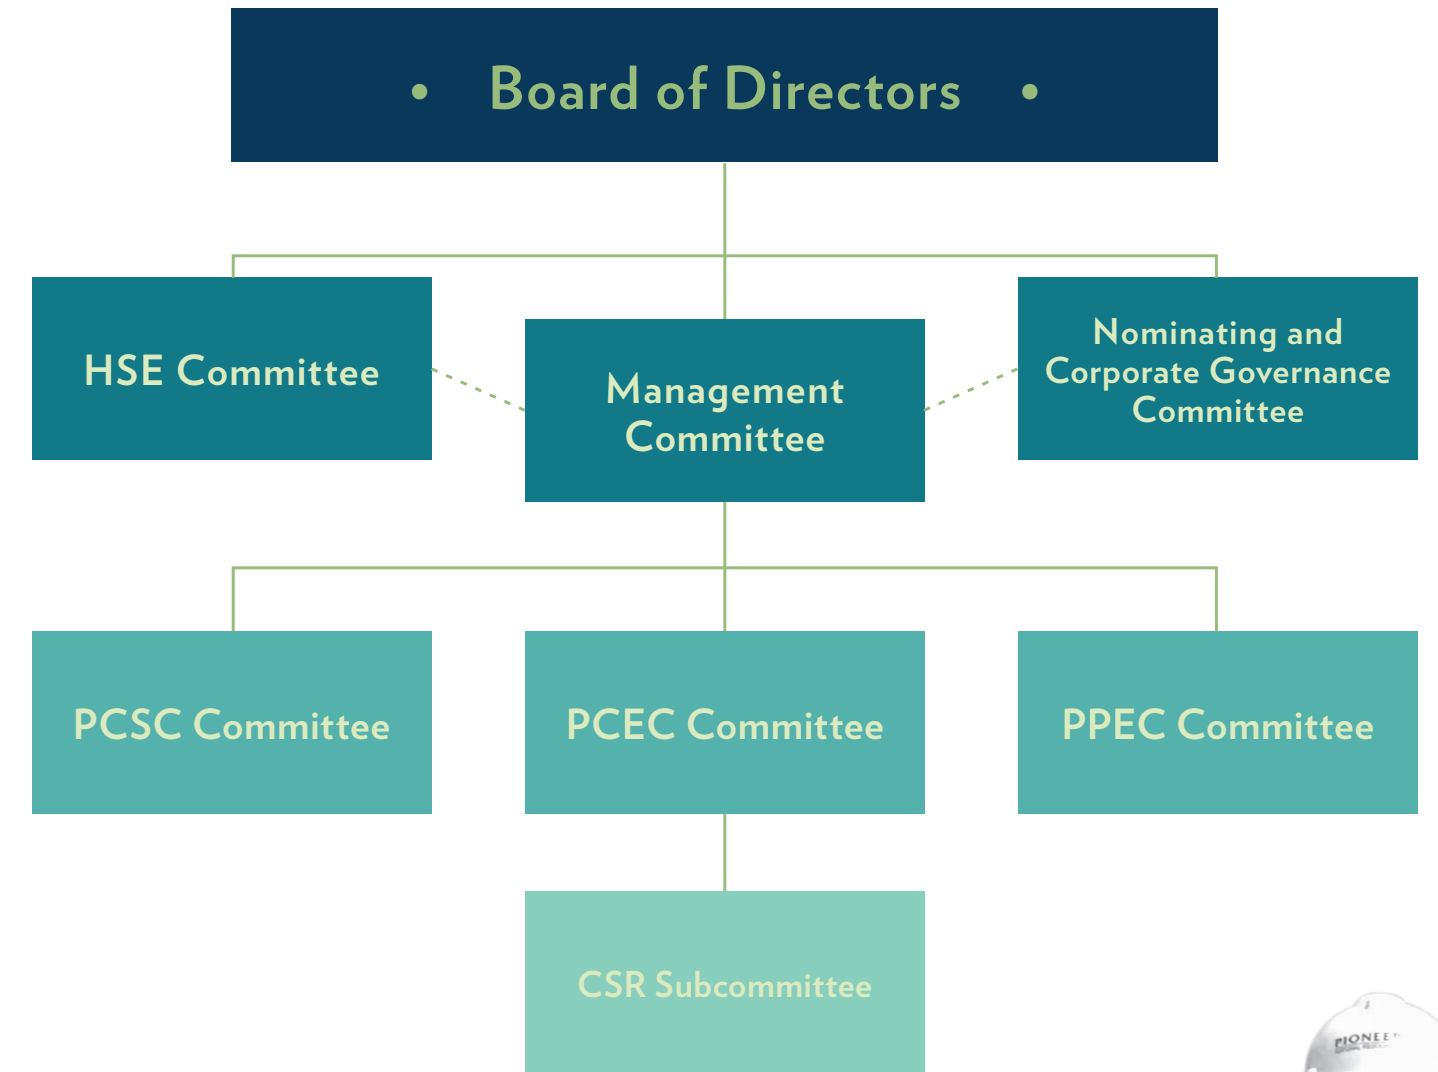 • Board of Directors •
HSE Committee
Management
Committee
Nominating and
Corporate Governance
Committee
PCSC Committee
PCEC Committee
PPEC Committee
CSR Subcommittee